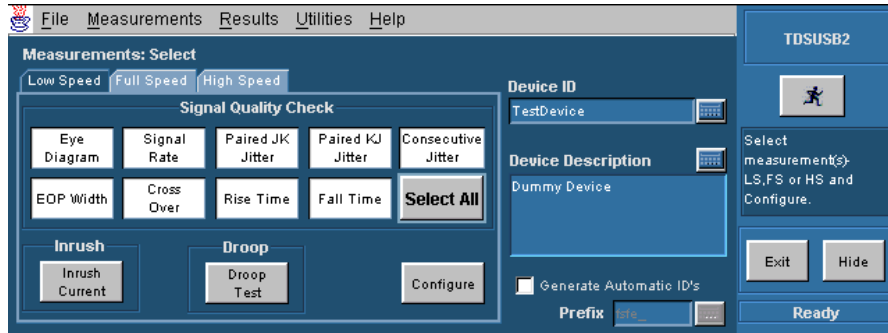 File Measurements Results Utilities Help
TDSUSB2
Measurements: Select
Low Speed Full Speed High Speed
Signal Quality Check
Eye
Diagram
Signal
Rate
Paired JK
Jitter
Paired KJ
Jitter
Consecutive
Jitter
EOP Width
Cross
Over
Rise Time
Fall Time
Select All
Inrush
Inrush
Current
Droop
Droop
Test
Configure
Device ID
TestDevice
Device Description
Dummy Device
Generate Automatic ID's
Prefix
...
Select
measurement(s)-
LS,FS or HS and
Configure.
Exit
Hide
Ready